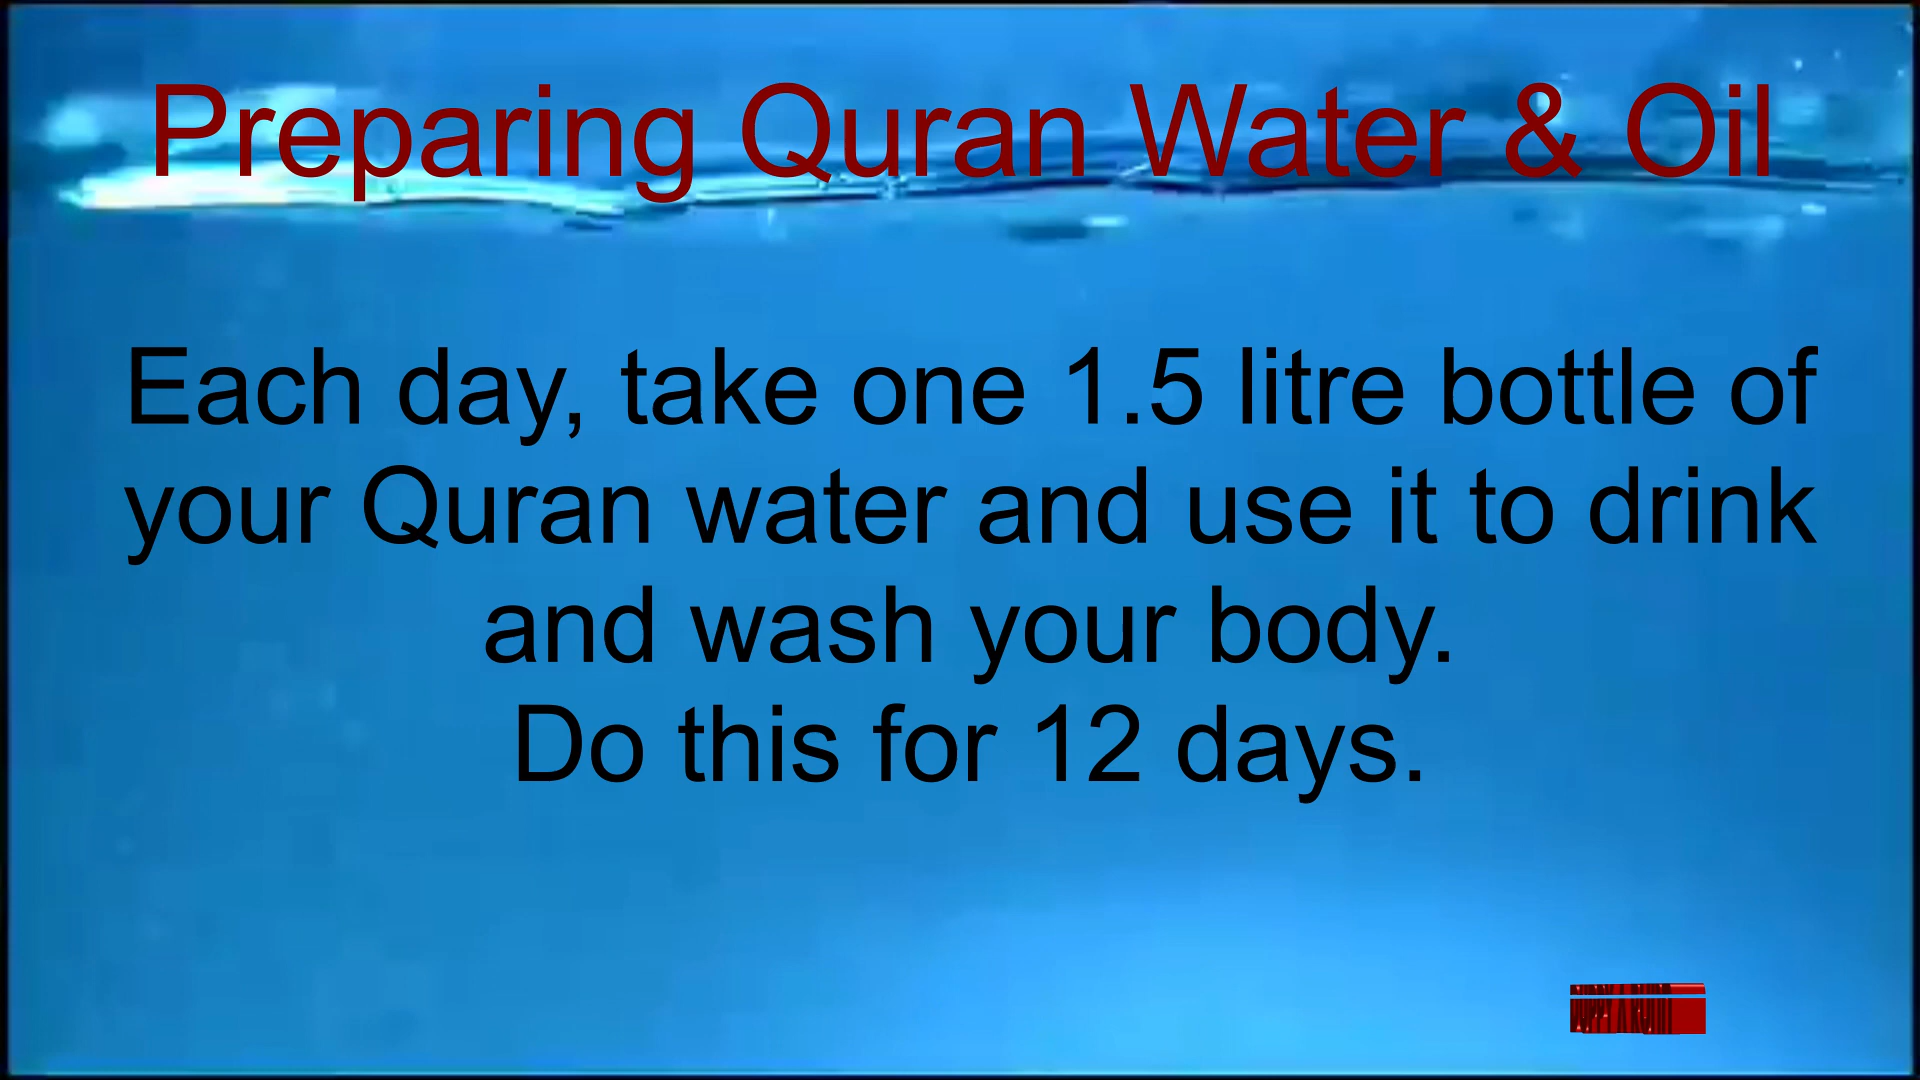 Preparing Quran Water & Oil
Each day, take one 1.5 litre bottle of
your Quran water and use it to drink
and wash your body.
Do this for 12 days.